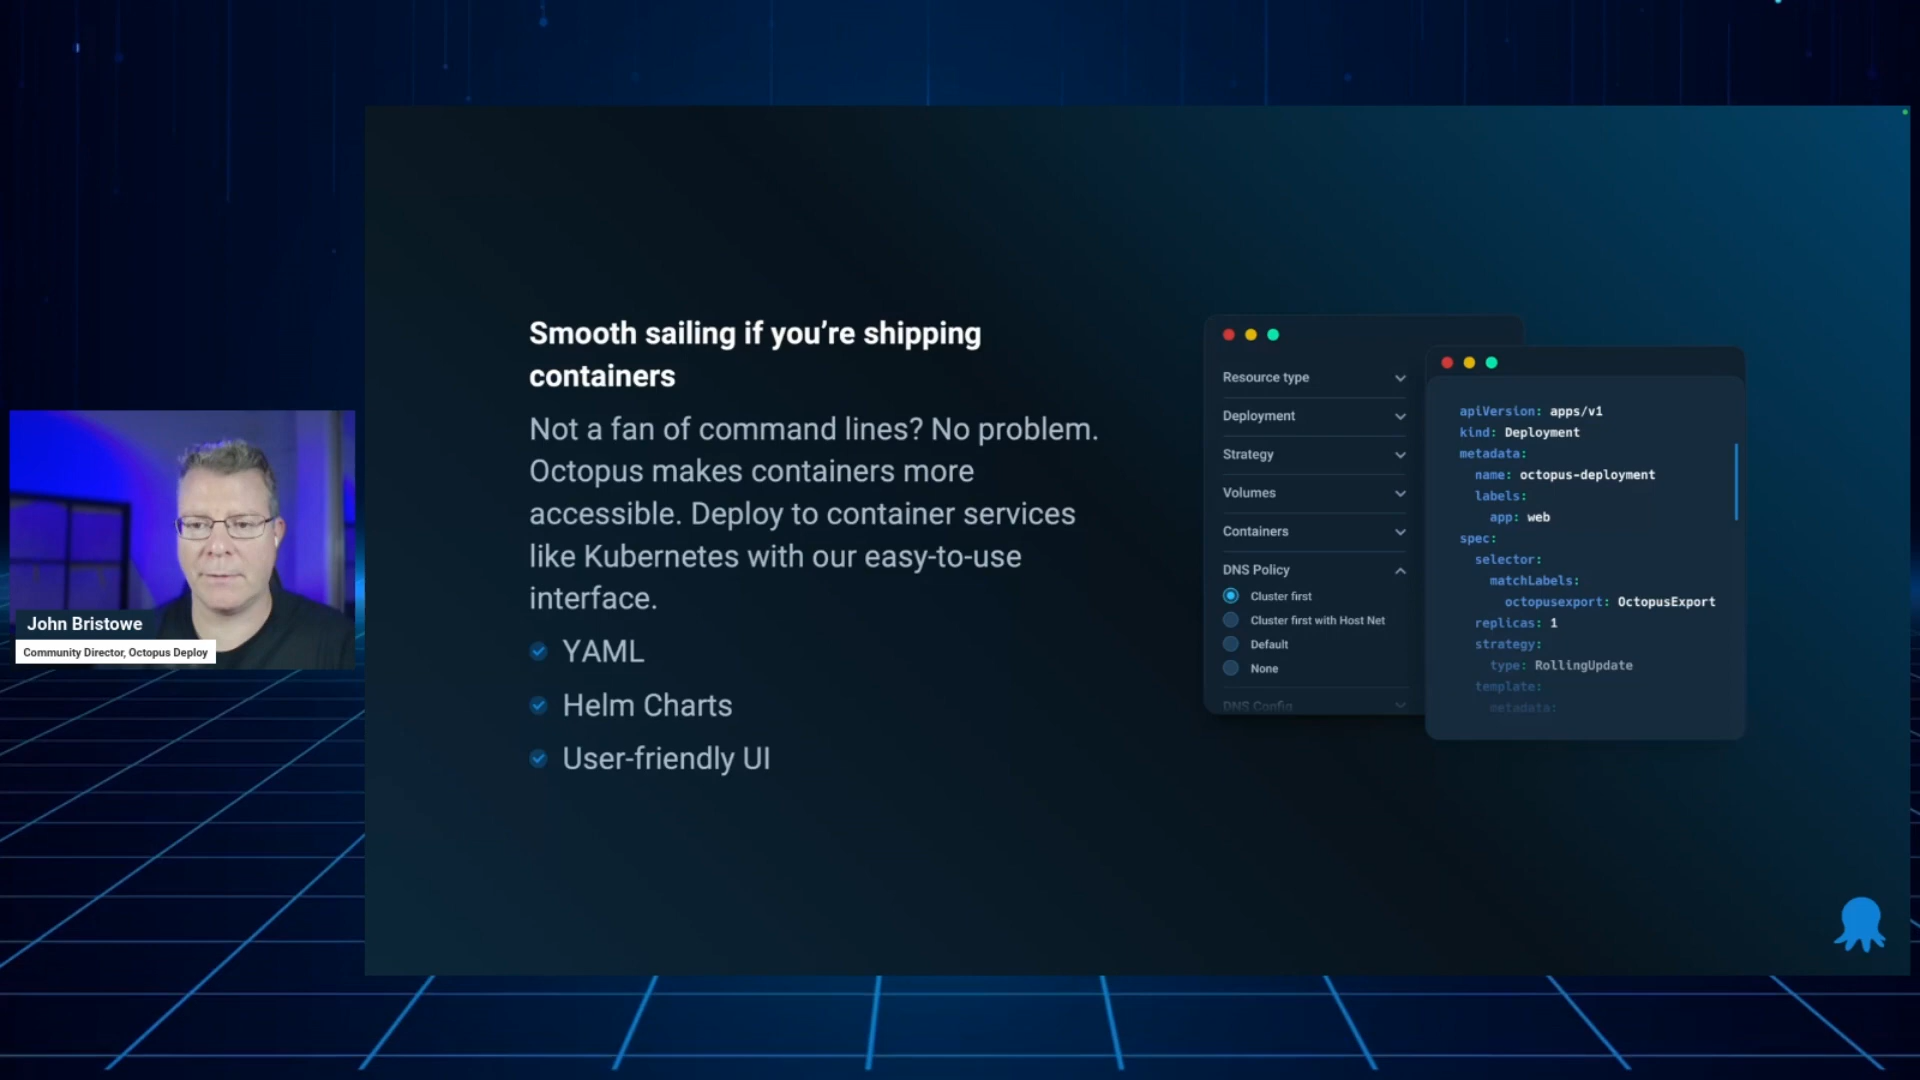 John Bristowe
Community Director, Octopus Deploy
Smooth sailing if you’re shipping
containers
Not a fan of command lines? No problem.
Octopus makes containers more
accessible. Deploy to container services
like Kubernetes with our easy-to-use
interface.
YAML
Helm Charts
User-friendly UI
Resource type
Deployment
Strategy
Volumes
Containers
DNS Policy
Cluster first
Cluster first with Host Net
Default
None
DNS Config
apiVersion: apps/v1
kind: Deployment
metadata:
name: octopus-deployment
labels:
app: web
spec:
selector:
matchLabels:
octopusexport: OctopusExport
replicas: 1
strategy:
type: RollingUpdate
template:
metadata: